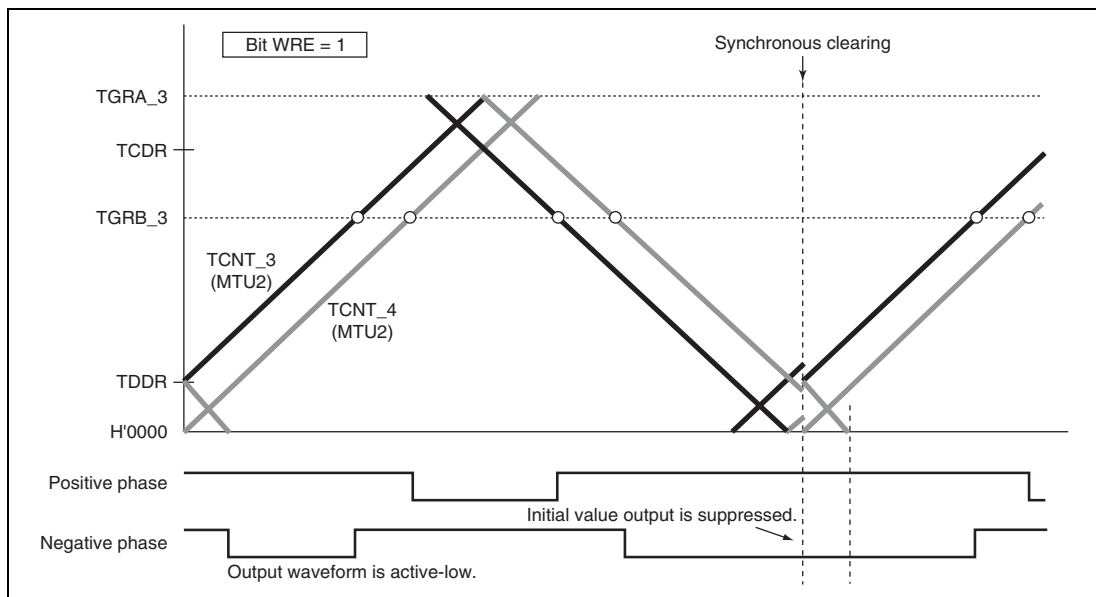 Bit WRE = 1
Synchronous clearing
TGRA_3
TCDR
TGRB_3
TCNT_3
(MTU2)
TCNT_4
(MTU2)
TDDR
H'0000
Positive phase
Initial value output is suppressed.
Negative phase
Output waveform is active-low.